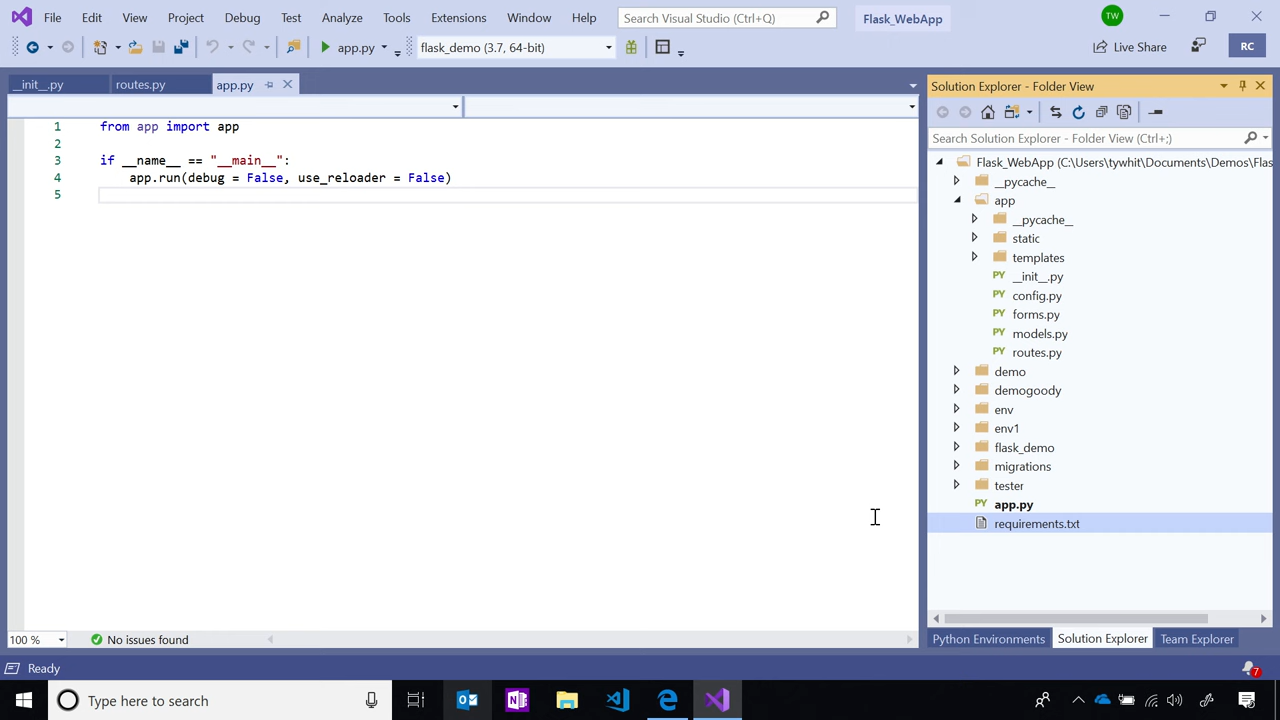 File Edit View Project Debug Test Analyze Tools Extensions Window Help Search Visual Studio (Ctrl+Q) Flask_WebApp TW
app.py flask_demo (3.7, 64-bit) Live Share RC
__init__.py routes.py app.py
Solution Explorer - Folder View
Search Solution Explorer - Folder View (Ctrl+;)
1 from app import app
2
3 if __name__ == "__main__":
4 app.run(debug = False, use_reloader = False)
5
Flask_WebApp (C:\Users\tywhit\Documents\Demos\Flas
__pycache__
app
__pycache__
static
templates
PY __init__.py
PY config.py
PY forms.py
PY models.py
PY routes.py
demo
demogoody
env
env1
flask_demo
migrations
tester
PY app.py
requirements.txt
100 % No issues found
Python Environments Solution Explorer Team Explorer
Ready 7
Type here to search